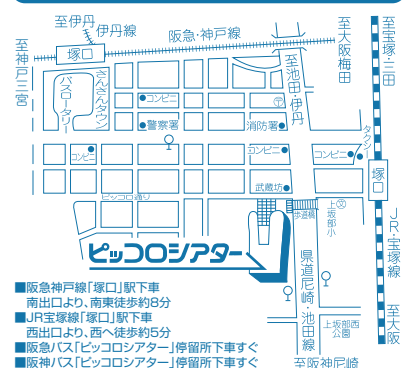 至伊丹
伊丹線
阪急・神戸線
至大阪梅田
至宝塚・三田
至神戸三宮
塚口
バスロータリー
さんさんタウン
至池田・伊丹
コンビニ
警察署
消防署
タクシー
コンビニ
コンビニ
コンビニ
塚口
武蔵坊
ピッコロ通り
歩道橋
上坂部小
JR・宝塚線
ピッコロシアター
県道尼崎・池田線
上坂部西公園
至大阪
至阪神尼崎
■阪急神戸線「塚口」駅下車
南出口より、南東徒歩約8分
■JR宝塚線「塚口」駅下車
西出口より、西へ徒歩約5分
■阪急バス「ピッコロシアター」停留所下車すぐ
■阪神バス「ピッコロシアター」停留所下車すぐ